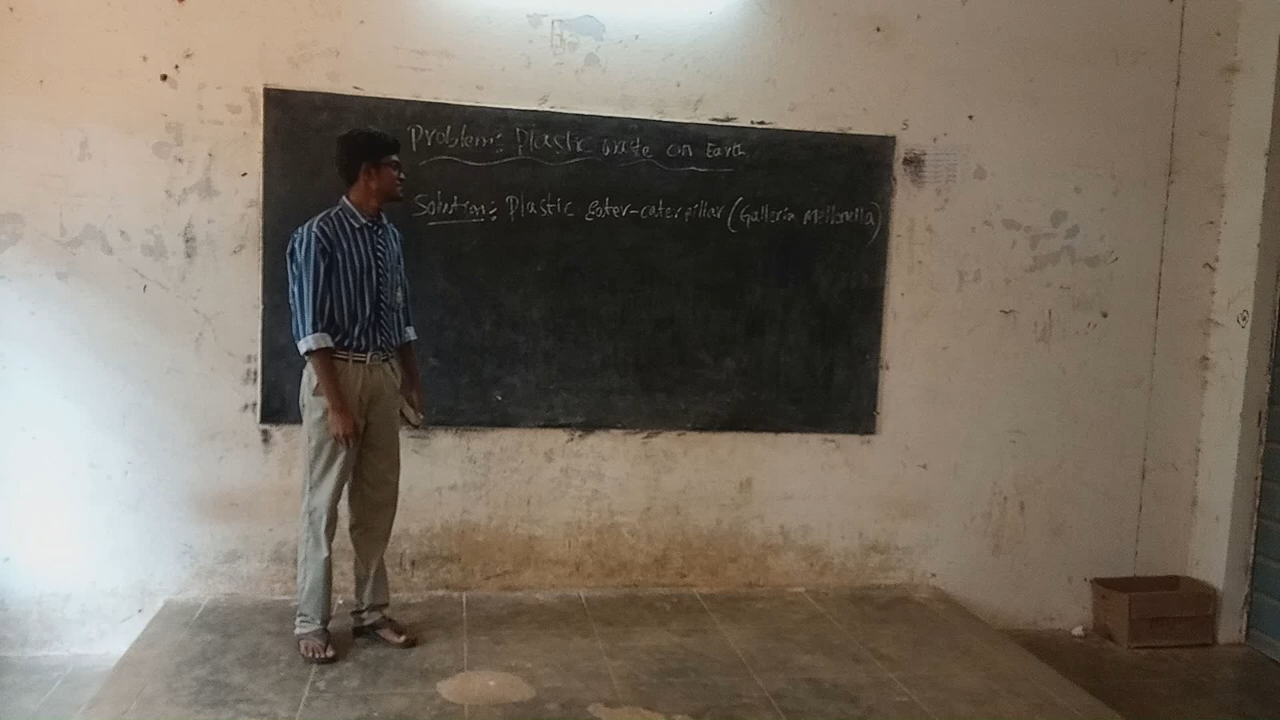 Problem: Plastic waste on Earth
Solution: Plastic Eater-caterpillar (Galleria Mellonella)